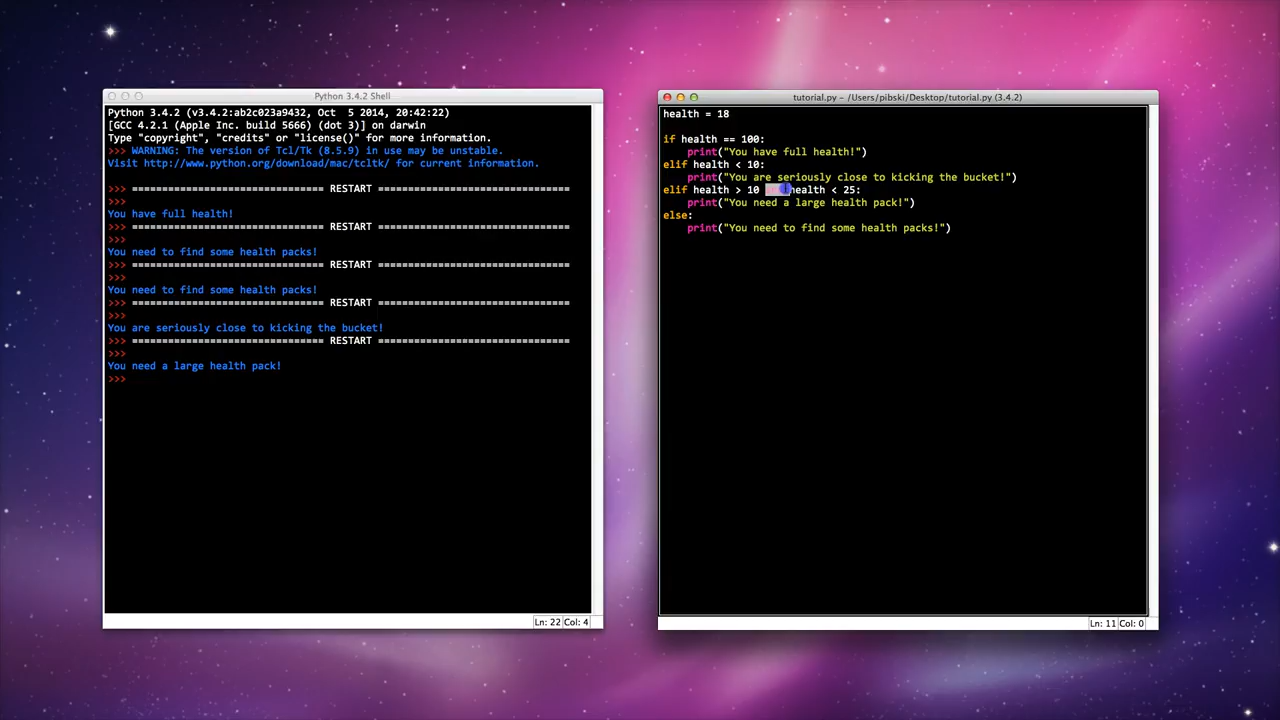 Python 3.4.2 Shell
Python 3.4.2 (v3.4.2:ab2c023a9432, Oct  5 2014, 20:42:22)
[GCC 4.2.1 (Apple Inc. build 5666) (dot 3)] on darwin
Type "copyright", "credits" or "license()" for more information.
>>> WARNING: The version of Tcl/Tk (8.5.9) in use may be unstable.
Visit http://www.python.org/download/mac/tcltk/ for current information.
>>> ================================ RESTART ================================
>>>
You have full health!
>>> ================================ RESTART ================================
>>>
You need to find some health packs!
>>> ================================ RESTART ================================
>>>
You need to find some health packs!
>>> ================================ RESTART ================================
>>>
You are seriously close to kicking the bucket!
>>> ================================ RESTART ================================
>>>
You need a large health pack!
>>>
Ln: 22 Col: 4
tutorial.py - /Users/pibski/Desktop/tutorial.py (3.4.2)
health = 18
if health == 100:
    print("You have full health!")
elif health < 10:
    print("You are seriously close to kicking the bucket!")
elif health > 10 health < 25:
    print("You need a large health pack!")
else:
    print("You need to find some health packs!")
Ln: 11 Col: 0